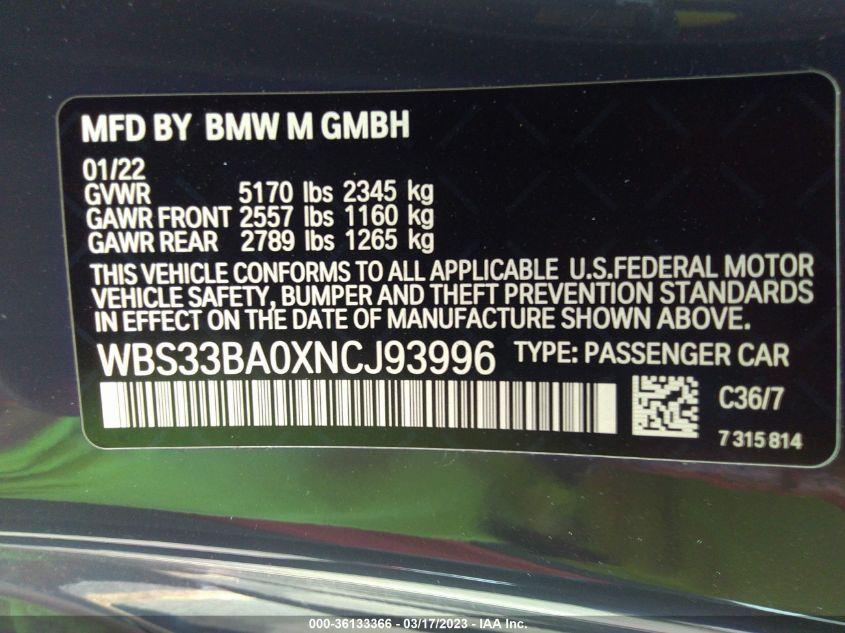 MFD BY BMW M GMBH
01/22
GVWR 5170 lbs 2345 kg
GAWR FRONT 2557 lbs 1160 kg
GAWR REAR 2789 lbs 1265 kg
THIS VEHICLE CONFORMS TO ALL APPLICABLE U.S.FEDERAL MOTOR
VEHICLE SAFETY, BUMPER AND THEFT PREVENTION STANDARDS
IN EFFECT ON THE DATE OF MANUFACTURE SHOWN ABOVE.
WBS33BA0XNCJ93996 TYPE: PASSENGER CAR
C36/7
7 315 814
000-36133366 - 03/17/2023 - IAA Inc.